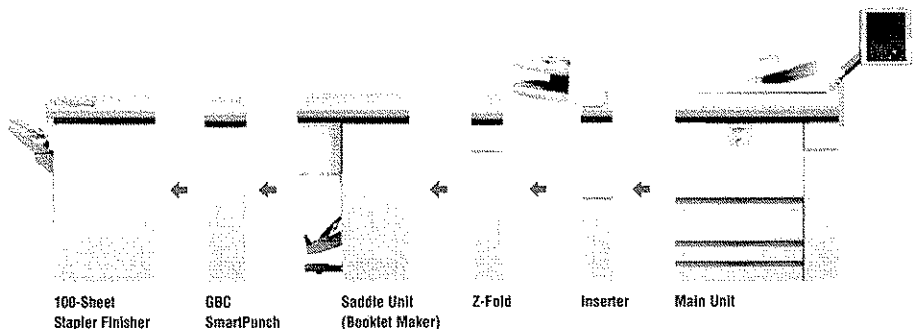 100-Sheet
Stapler Finisher
GBC
SmartPunch
Saddle Unit
(Booklet Maker)
Z-Fold
Inserter
Main Unit